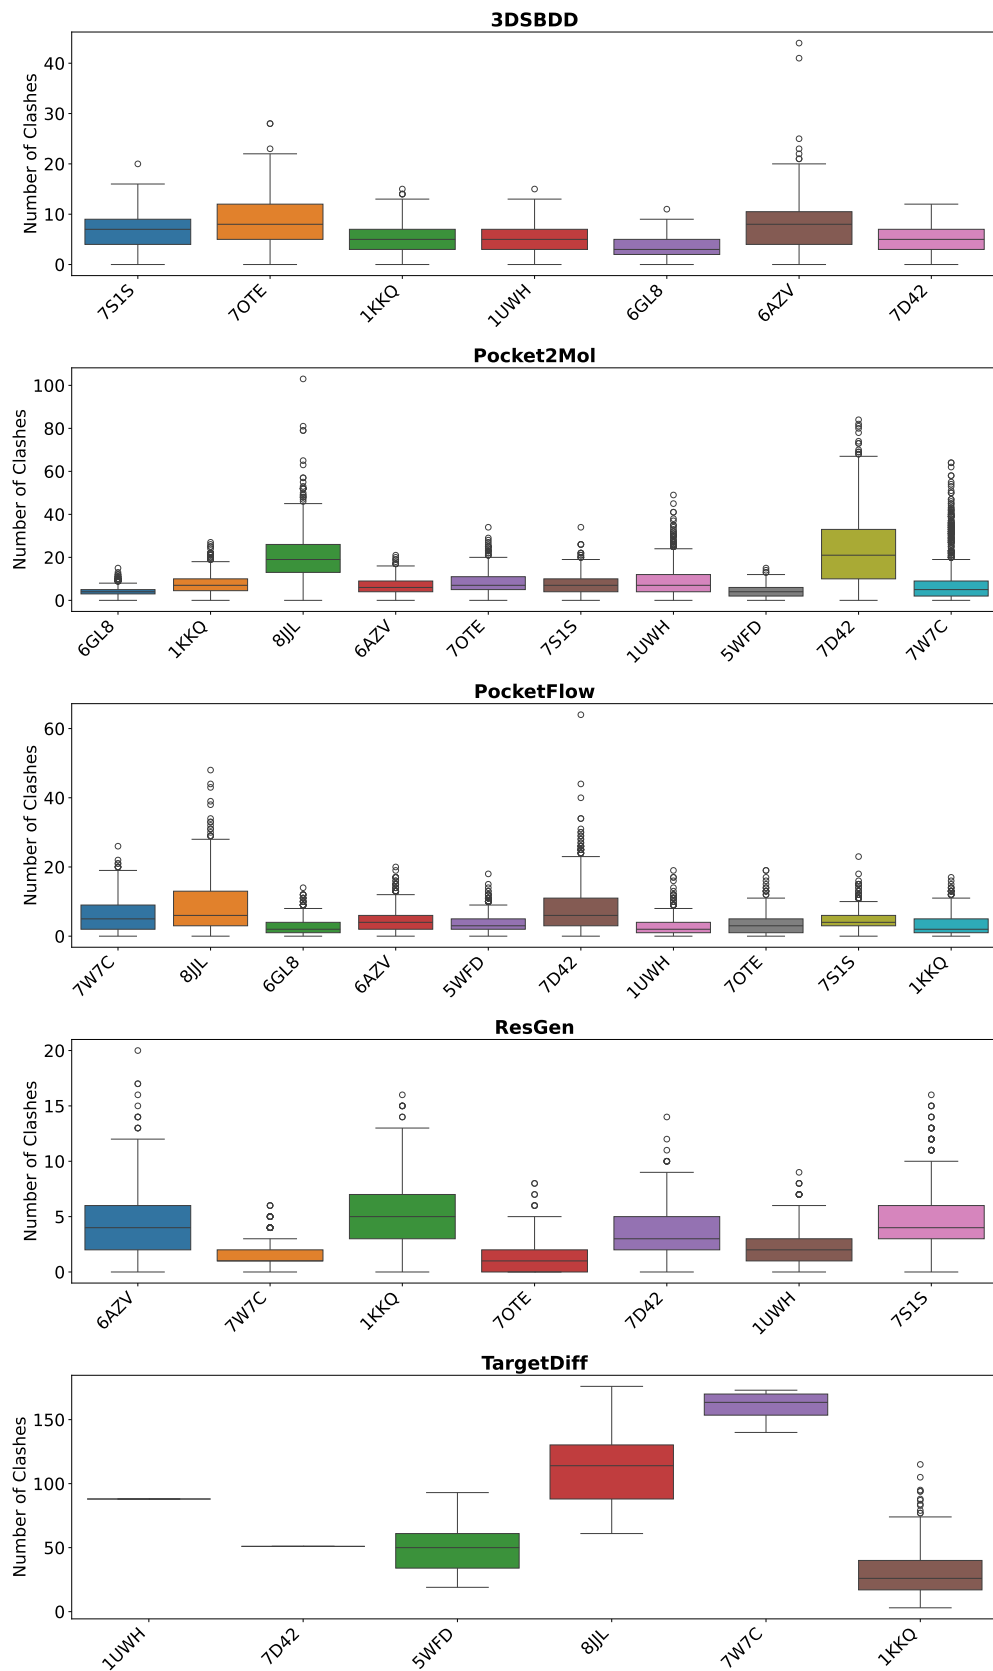 3DSBDD
Number of Clashes
40
30
20
10
0
7S1S 7OTE 1KKQ 1UWH 6GL8 6AZV 7D42
Pocket2Mol
Number of Clashes
100
80
60
40
20
0
6GL8 1KKQ 8JJL 6AZV 7OTE 7S1S 1UWH 5WFD 7D42 7W7C
PocketFlow
Number of Clashes
60
40
20
0
7W7C 8JJL 6GL8 6AZV 5WFD 7D42 1UWH 7OTE 7S1S 1KKQ
ResGen
Number of Clashes
20
15
10
5
0
6AZV 7W7C 1KKQ 7OTE 7D42 1UWH 7S1S
TargetDiff
Number of Clashes
150
100
50
0
1UWH 7D42 5WFD 8JJL 7W7C 1KKQ